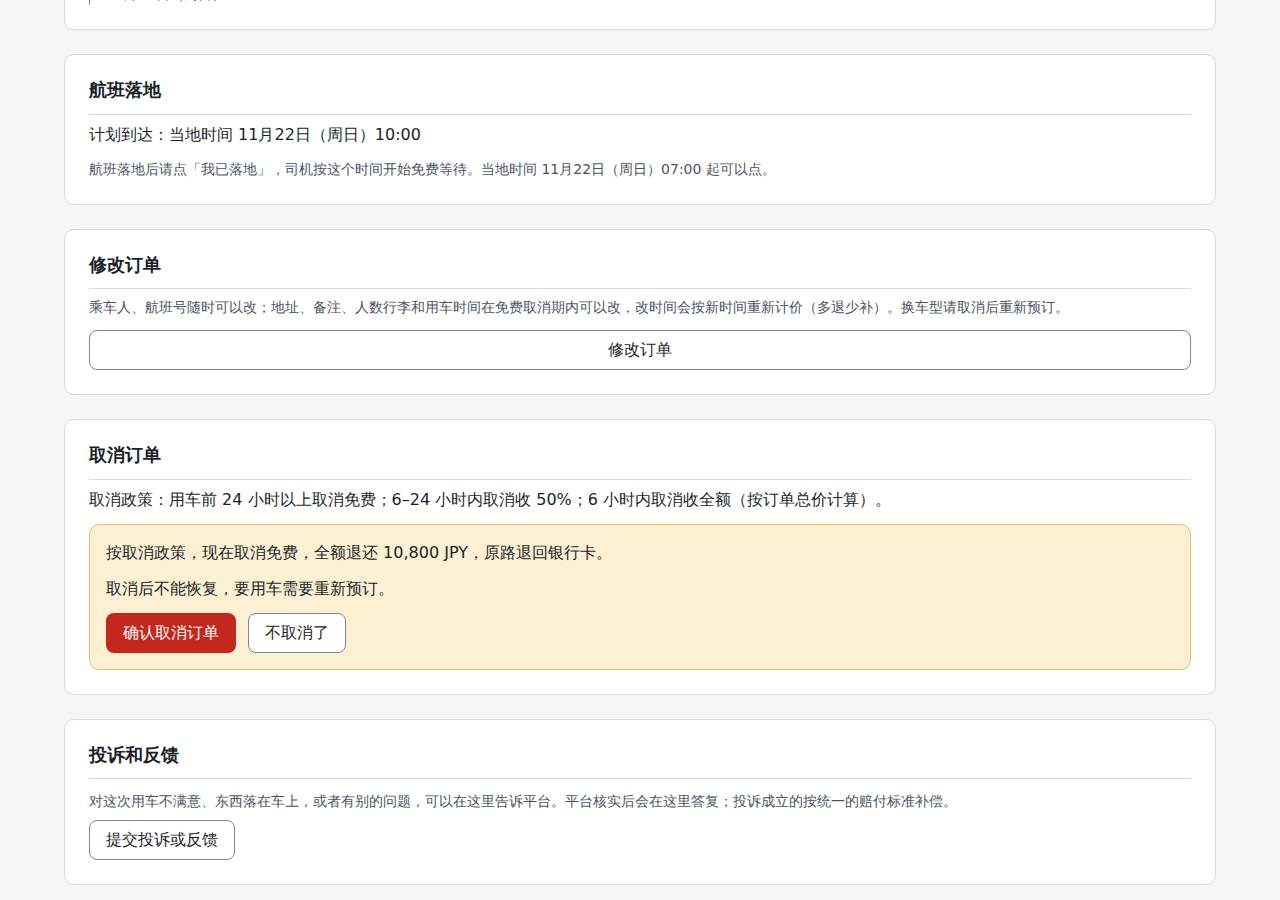 航班落地
计划到达：当地时间 11月22日（周日）10:00
航班落地后请点「我已落地」，司机按这个时间开始免费等待。当地时间 11月22日（周日）07:00 起可以点。
修改订单
乘车人、航班号随时可以改；地址、备注、人数行李和用车时间在免费取消期内可以改，改时间会按新时间重新计价（多退少补）。换车型请取消后重新预订。
修改订单
取消订单
取消政策：用车前 24 小时以上取消免费；6–24 小时内取消收 50%；6 小时内取消收全额（按订单总价计算）。
按取消政策，现在取消免费，全额退还 10,800 JPY，原路退回银行卡。
取消后不能恢复，要用车需要重新预订。
确认取消订单 不取消了
投诉和反馈
对这次用车不满意、东西落在车上，或者有别的问题，可以在这里告诉平台。平台核实后会在这里答复；投诉成立的按统一的赔付标准补偿。
提交投诉或反馈